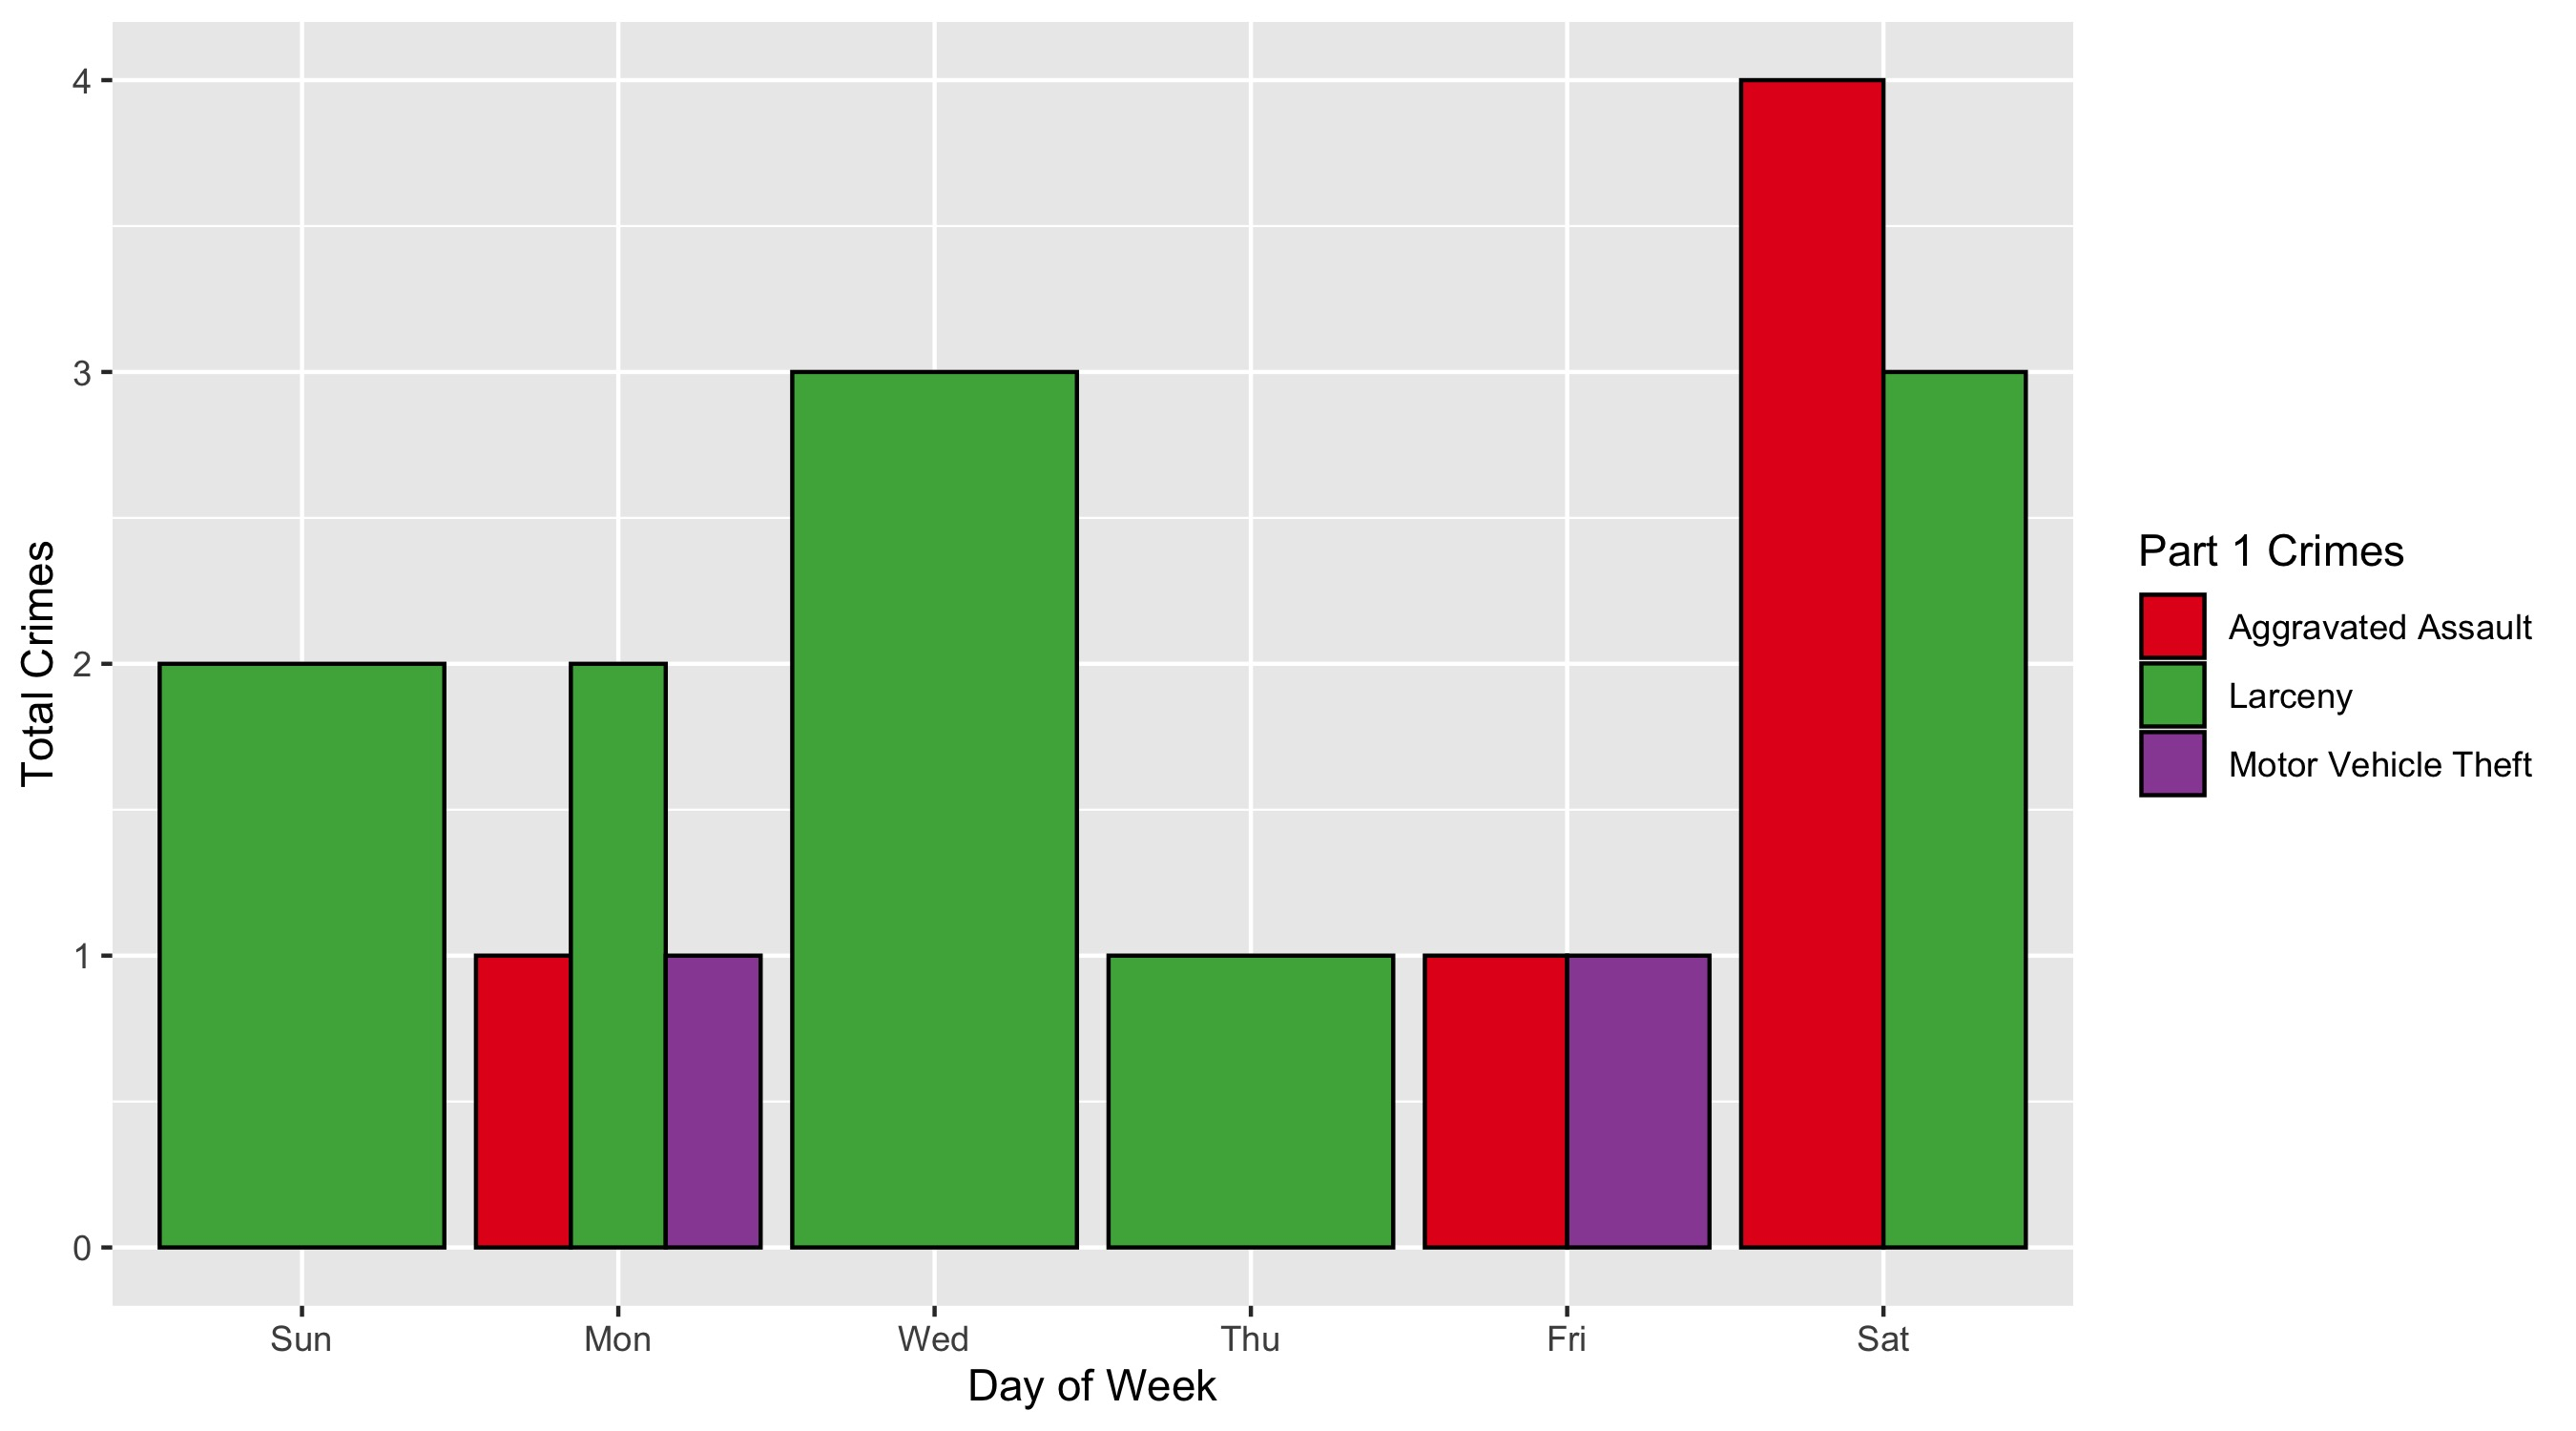 4
3
2
1
0
Total Crimes
Sun Mon Wed Thu Fri Sat
Day of Week
Part 1 Crimes
Aggravated Assault
Larceny
Motor Vehicle Theft